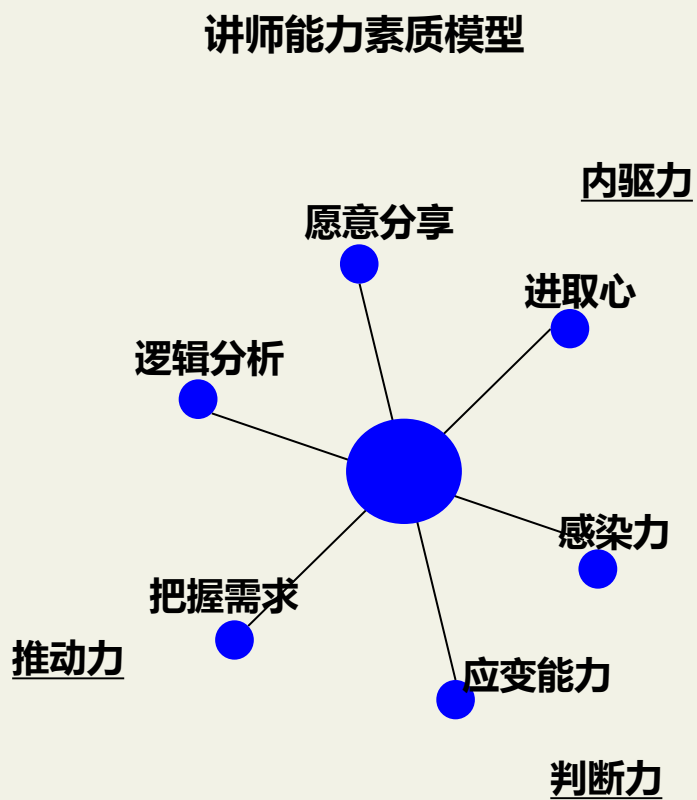 讲师能力素质模型
内驱力
愿意分享
进取心
逻辑分析
感染力
把握需求
推动力
应变能力
判断力